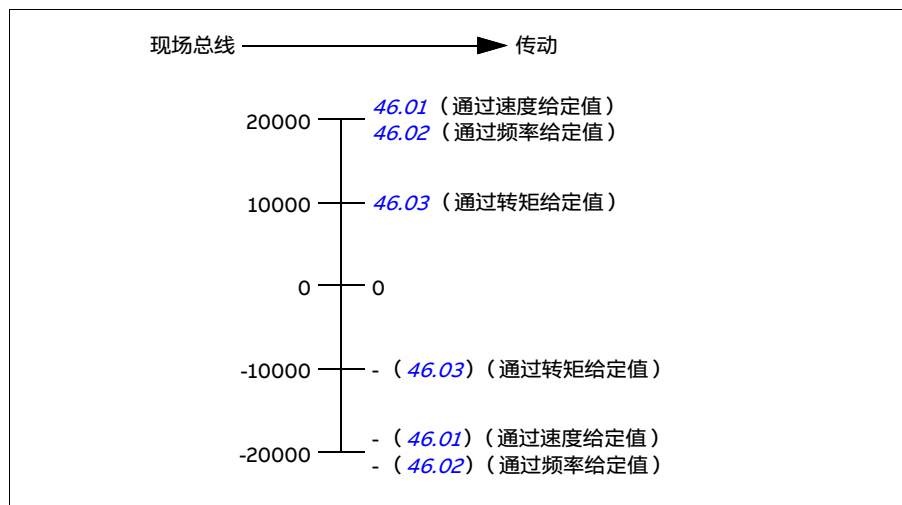 现场总线 传动
20000 46.01（通过速度给定值）
46.02（通过频率给定值）
10000 46.03（通过转矩给定值）
0 0
-10000 -（46.03）（通过转矩给定值）
-（46.01）（通过速度给定值）
-20000
-（46.02）（通过频率给定值）